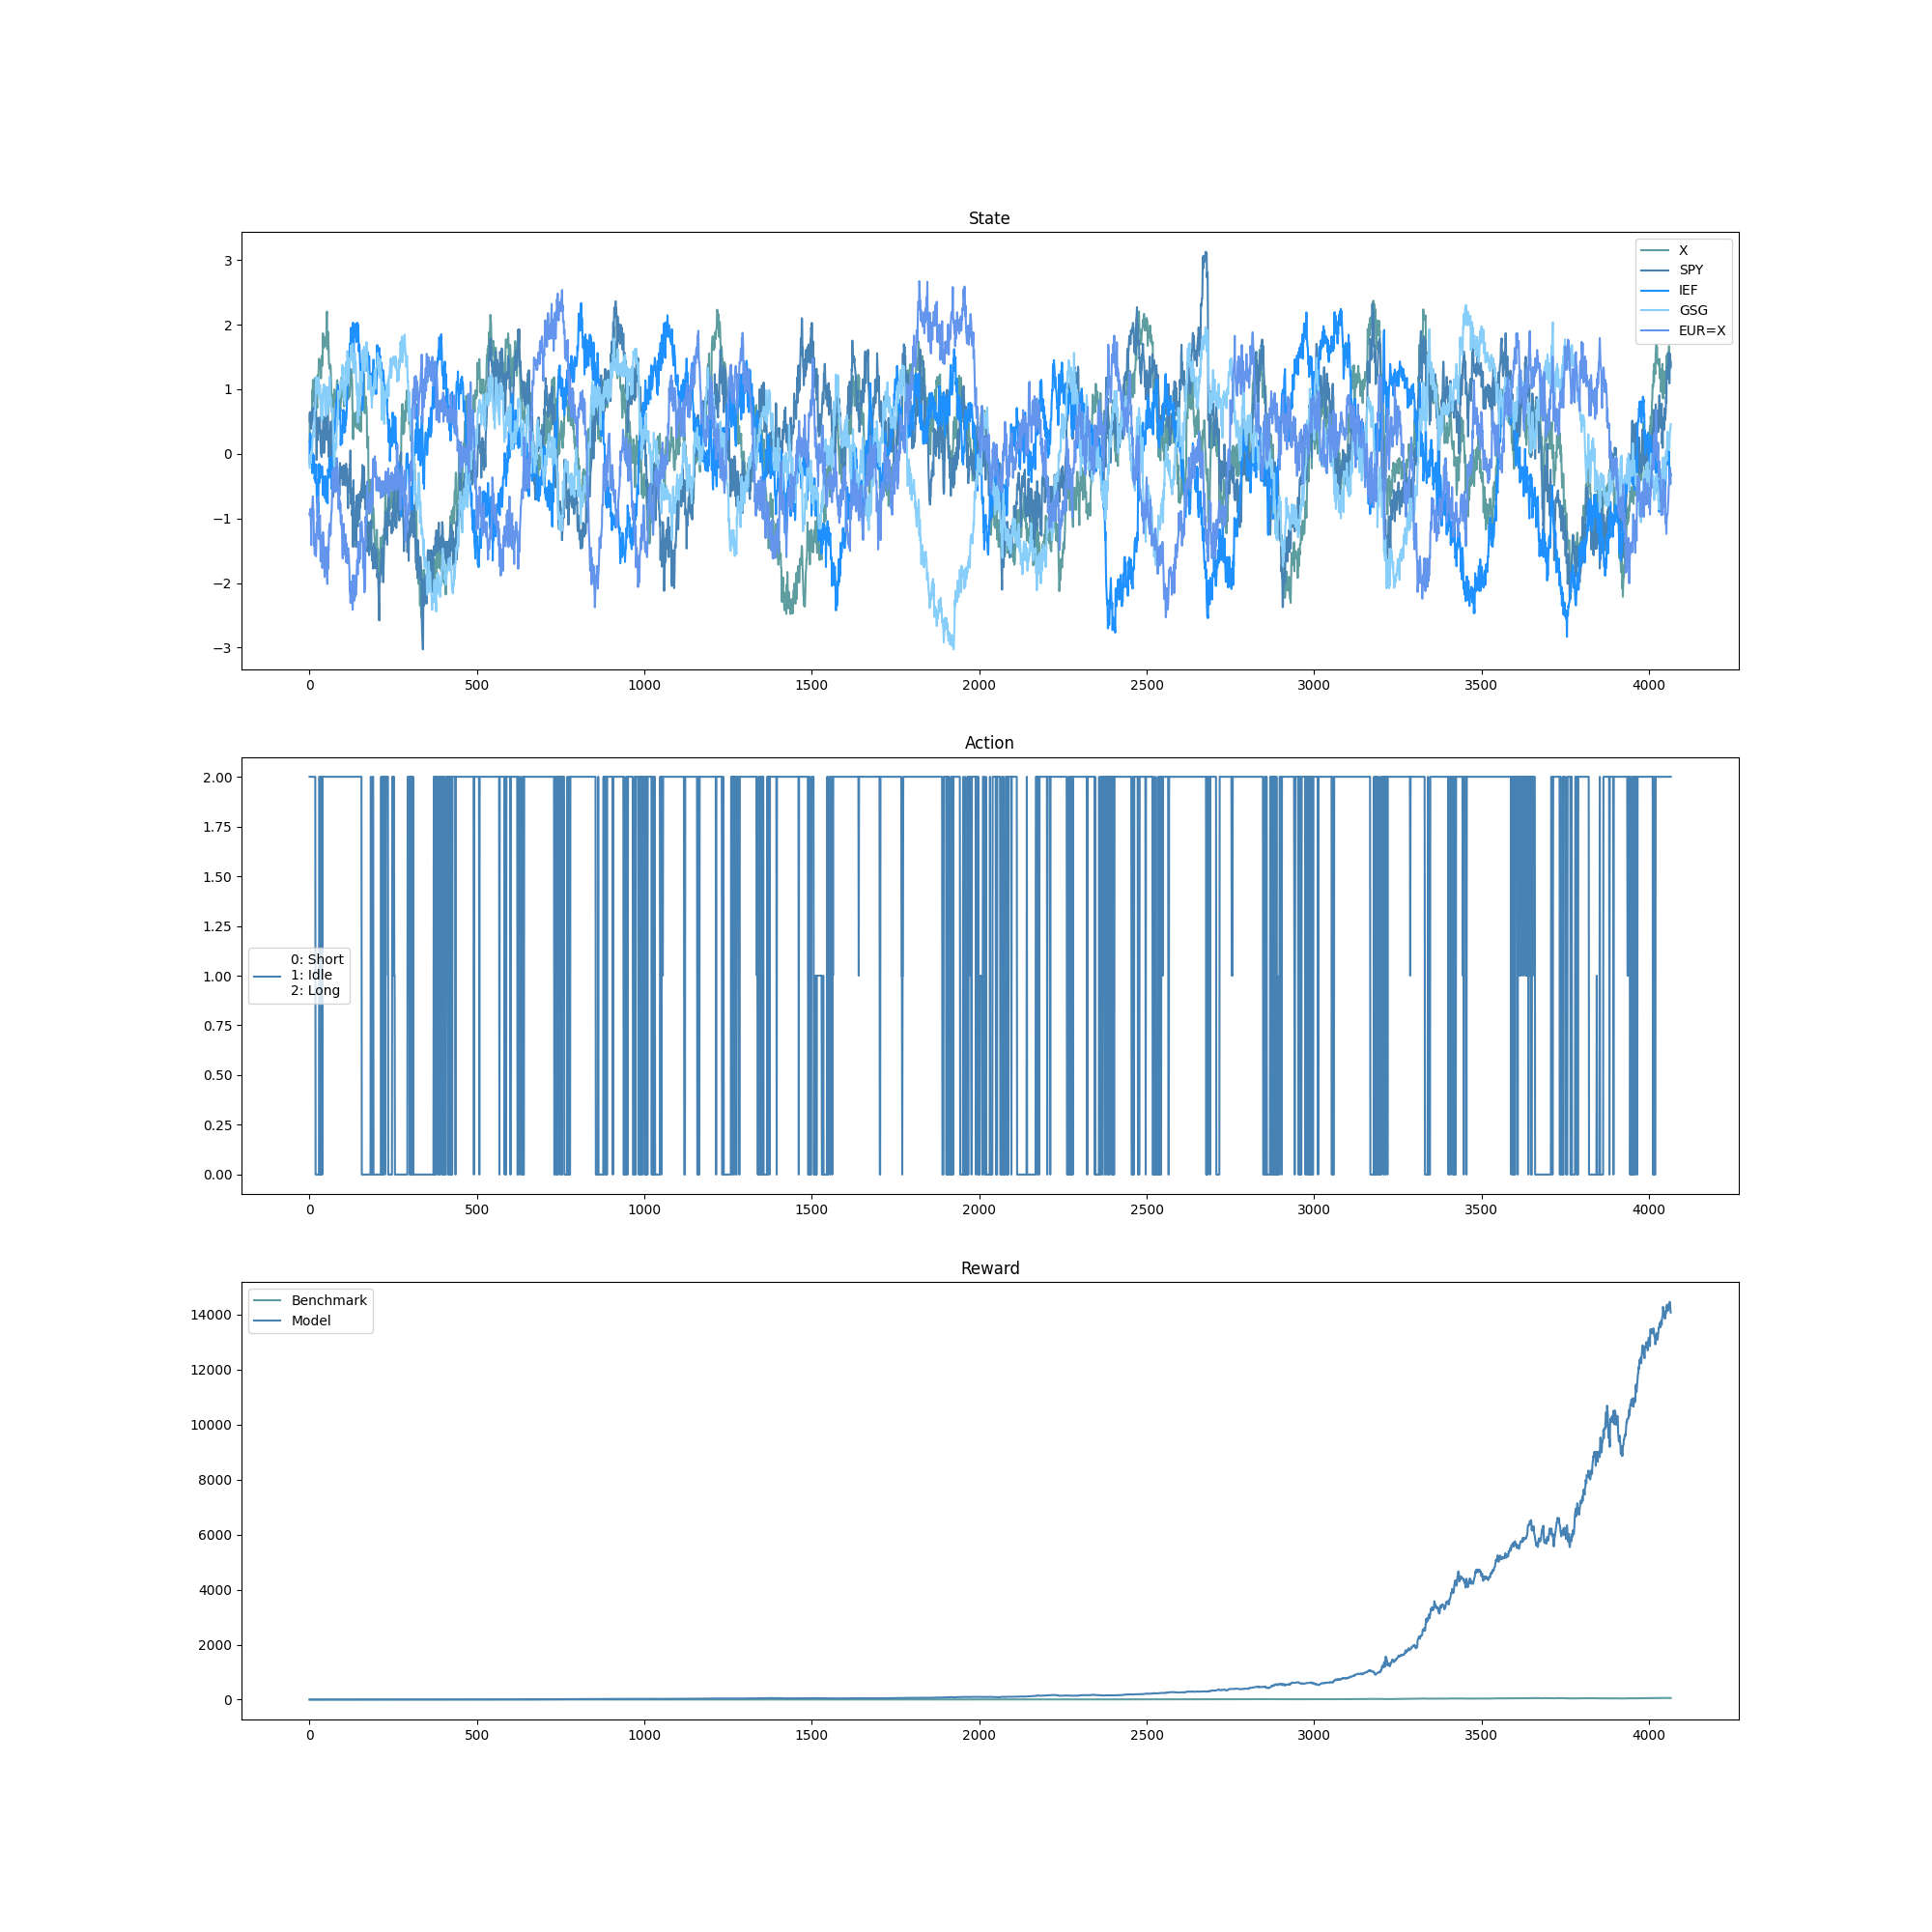 State
3
2
1
0
−1
−2
−3
X
SPY
IEF
GSG
EUR=X
0 500 1000 1500 2000 2500 3000 3500 4000
Action
2.00
1.75
1.50
1.25
1.00
0.75
0.50
0.25
0.00
0: Short
1: Idle
2: Long
0 500 1000 1500 2000 2500 3000 3500 4000
Reward
14000
12000
10000
8000
6000
4000
2000
0
Benchmark
Model
0 500 1000 1500 2000 2500 3000 3500 4000